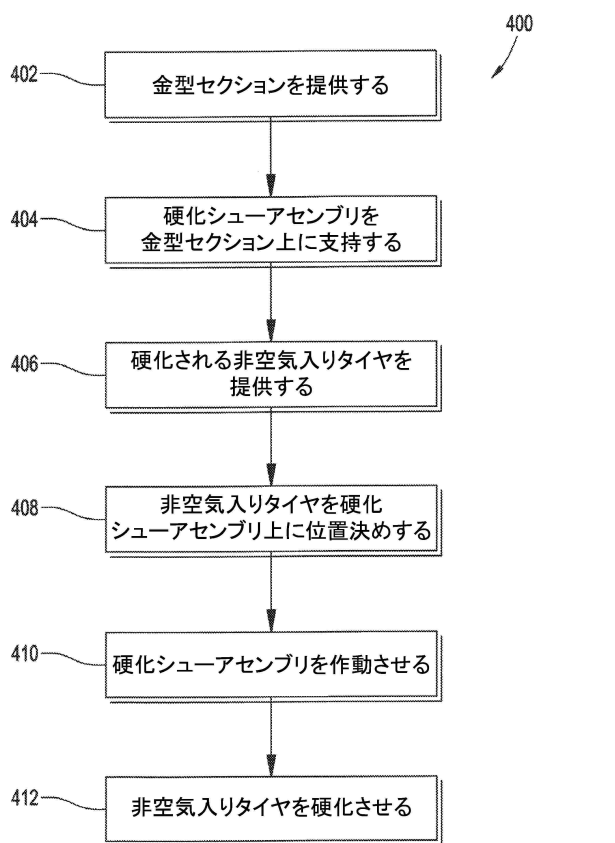 400
402
金型セクションを提供する
404
硬化シューアセンブリを
金型セクション上に支持する
406
硬化される非空気入りタイヤを
提供する
408
非空気入りタイヤを硬化
シューアセンブリ上に位置決めする
410
硬化シューアセンブリを作動させる
412
非空気入りタイヤを硬化させる